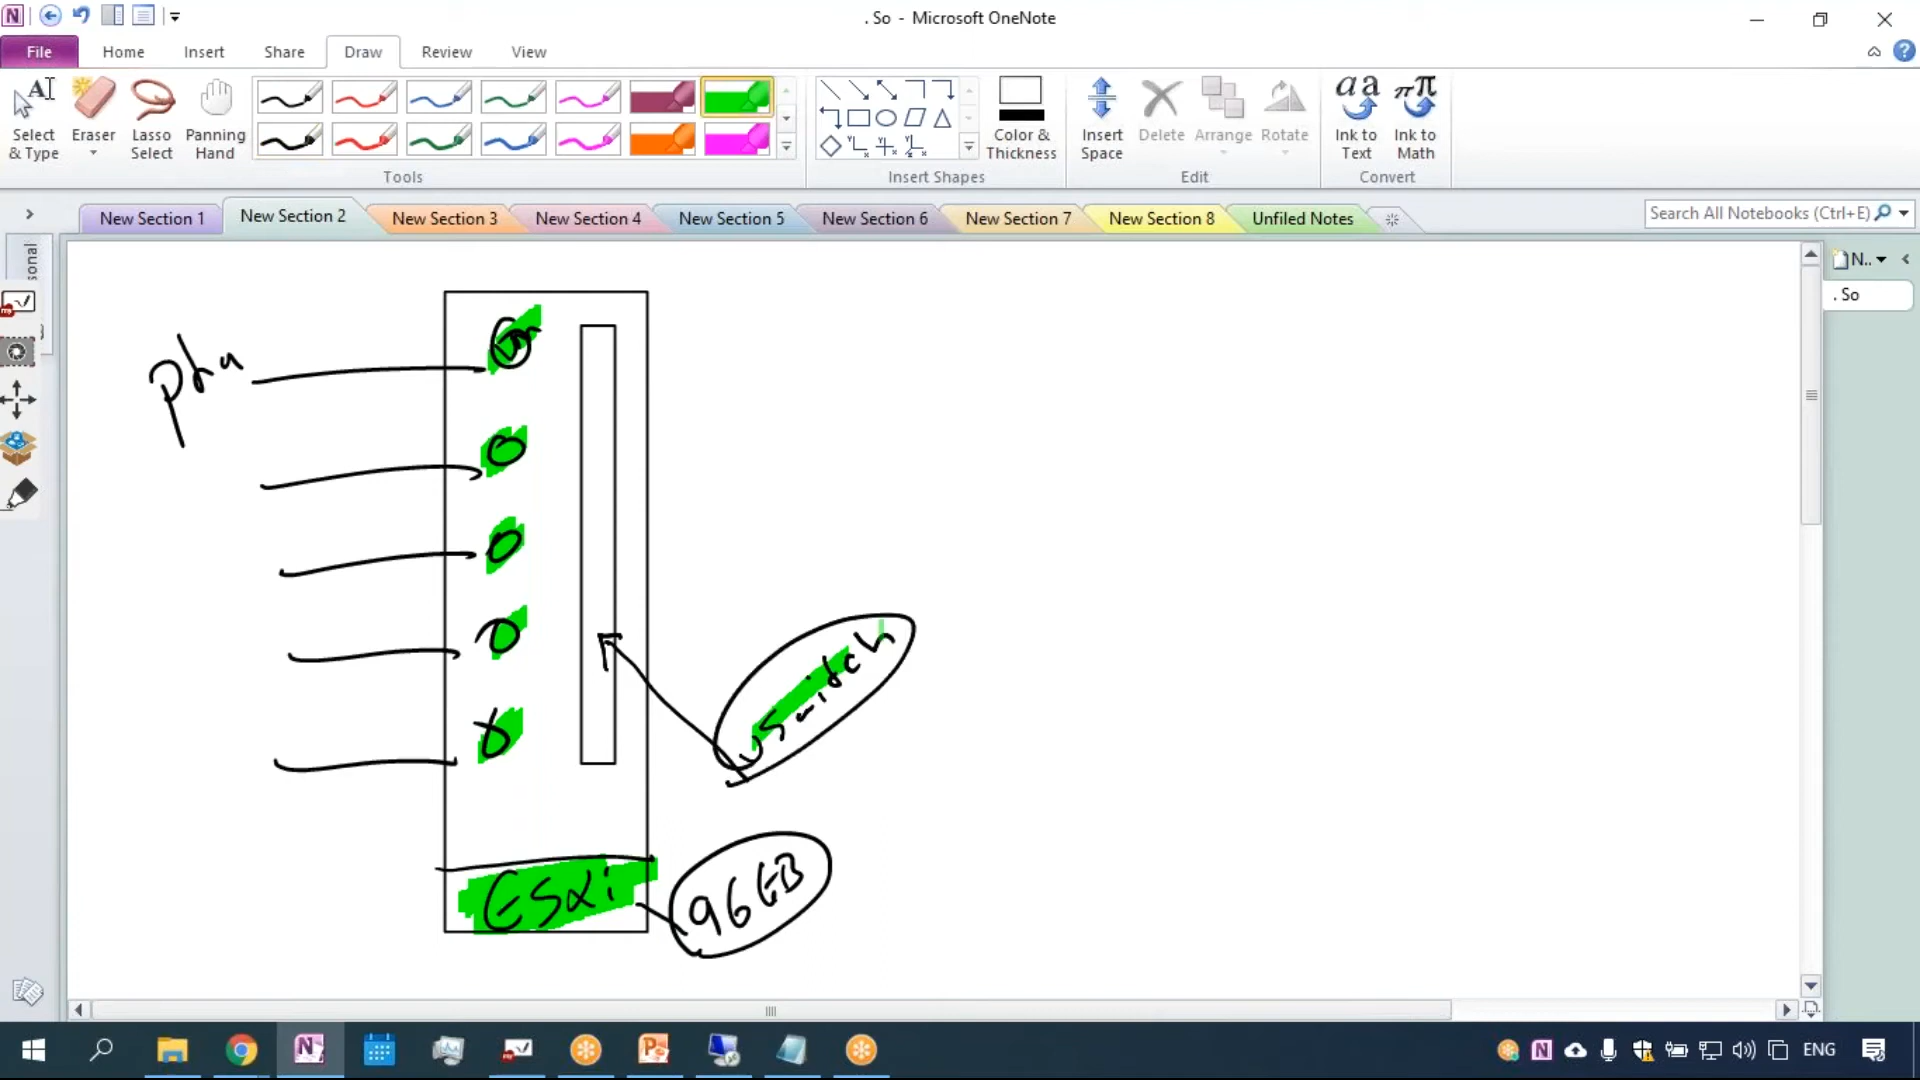 . So - Microsoft OneNote
File Home Insert Share Draw Review View
Select & Type
Eraser
Lasso Select
Panning Hand
Tools
Insert Shapes
Color & Thickness
Insert Space
Delete
Arrange
Rotate
Edit
Ink to Text
Ink to Math
Convert
New Section 1 New Section 2 New Section 3 New Section 4 New Section 5 New Section 6 New Section 7 New Section 8 Unfiled Notes
Search All Notebooks (Ctrl+E)
sonal
N..
. So
vSwitch
ESXi
96GB
ENG